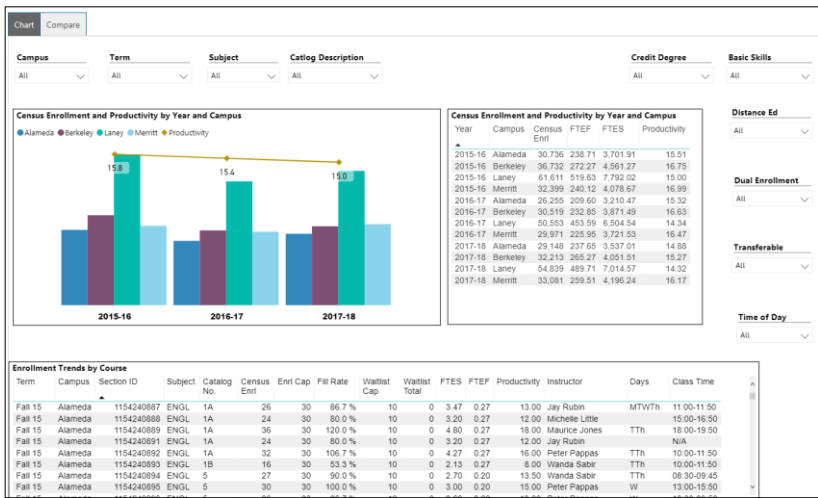 Chart Compare
Campus Term Subject Catlog Description Credit Degree Basic Skills
All All All All All All
Census Enrollment and Productivity by Year and Campus
Alameda Berkeley Laney Merritt Productivity
15.8 15.4 15.0
2015-16 2016-17 2017-18
Census Enrollment and Productivity by Year and Campus
Year Campus Census Enrl FTEF FTES Productivity
2015-16 Alameda 30,736 238.71 3,701.91 15.51
2015-16 Berkeley 36,732 272.27 4,561.27 16.75
2015-16 Laney 61,611 519.63 7,792.02 15.00
2015-16 Merritt 32,399 240.12 4,078.67 16.99
2016-17 Alameda 26,255 209.60 3,210.47 15.32
2016-17 Berkeley 30,519 232.85 3,871.49 16.63
2016-17 Laney 50,553 453.59 6,504.54 14.34
2016-17 Merritt 29,971 225.95 3,721.53 16.47
2017-18 Alameda 29,148 237.65 3,537.01 14.88
2017-18 Berkeley 32,213 265.27 4,051.51 15.27
2017-18 Laney 54,839 489.71 7,014.57 14.32
2017-18 Merritt 33,081 259.51 4,196.24 16.17
Distance Ed
All
Dual Enrollment
All
Transferable
All
Time of Day
All
Enrollment Trends by Course
Term Campus Section ID Subject Catalog No. Census Enrl Enrl Cap Fill Rate Waitlist Cap Waitlist Total FTES FTEF Productivity Instructor Days Class Time
Fall 15 Alameda 1154240887 ENGL 1A 26 30 86.7 % 10 0 3.47 0.27 13.00 Jay Rubin MTWTh 11:00-11:50
Fall 15 Alameda 1154240888 ENGL 1A 24 30 80.0 % 10 0 3.20 0.27 12.00 Michelle Little 15:00-16:50
Fall 15 Alameda 1154240889 ENGL 1A 36 30 120.0 % 10 0 4.80 0.27 18.00 Maurice Jones TTh 18:00-19:50
Fall 15 Alameda 1154240891 ENGL 1A 24 30 80.0 % 10 0 3.20 0.27 12.00 Jay Rubin N/A
Fall 15 Alameda 1154240892 ENGL 1A 32 30 106.7 % 10 0 4.27 0.27 16.00 Peter Pappas TTh 10:00-11:50
Fall 15 Alameda 1154240893 ENGL 1B 16 30 53.3 % 10 0 2.13 0.27 8.00 Wanda Sabir TTh 10:00-11:50
Fall 15 Alameda 1154240894 ENGL 5 27 30 90.0 % 10 0 2.70 0.20 13.50 Wanda Sabir TTh 08:30-09:45
Fall 15 Alameda 1154240895 ENGL 5 30 30 100.0 % 10 0 3.00 0.20 15.00 Peter Pappas W 13:00-15:50